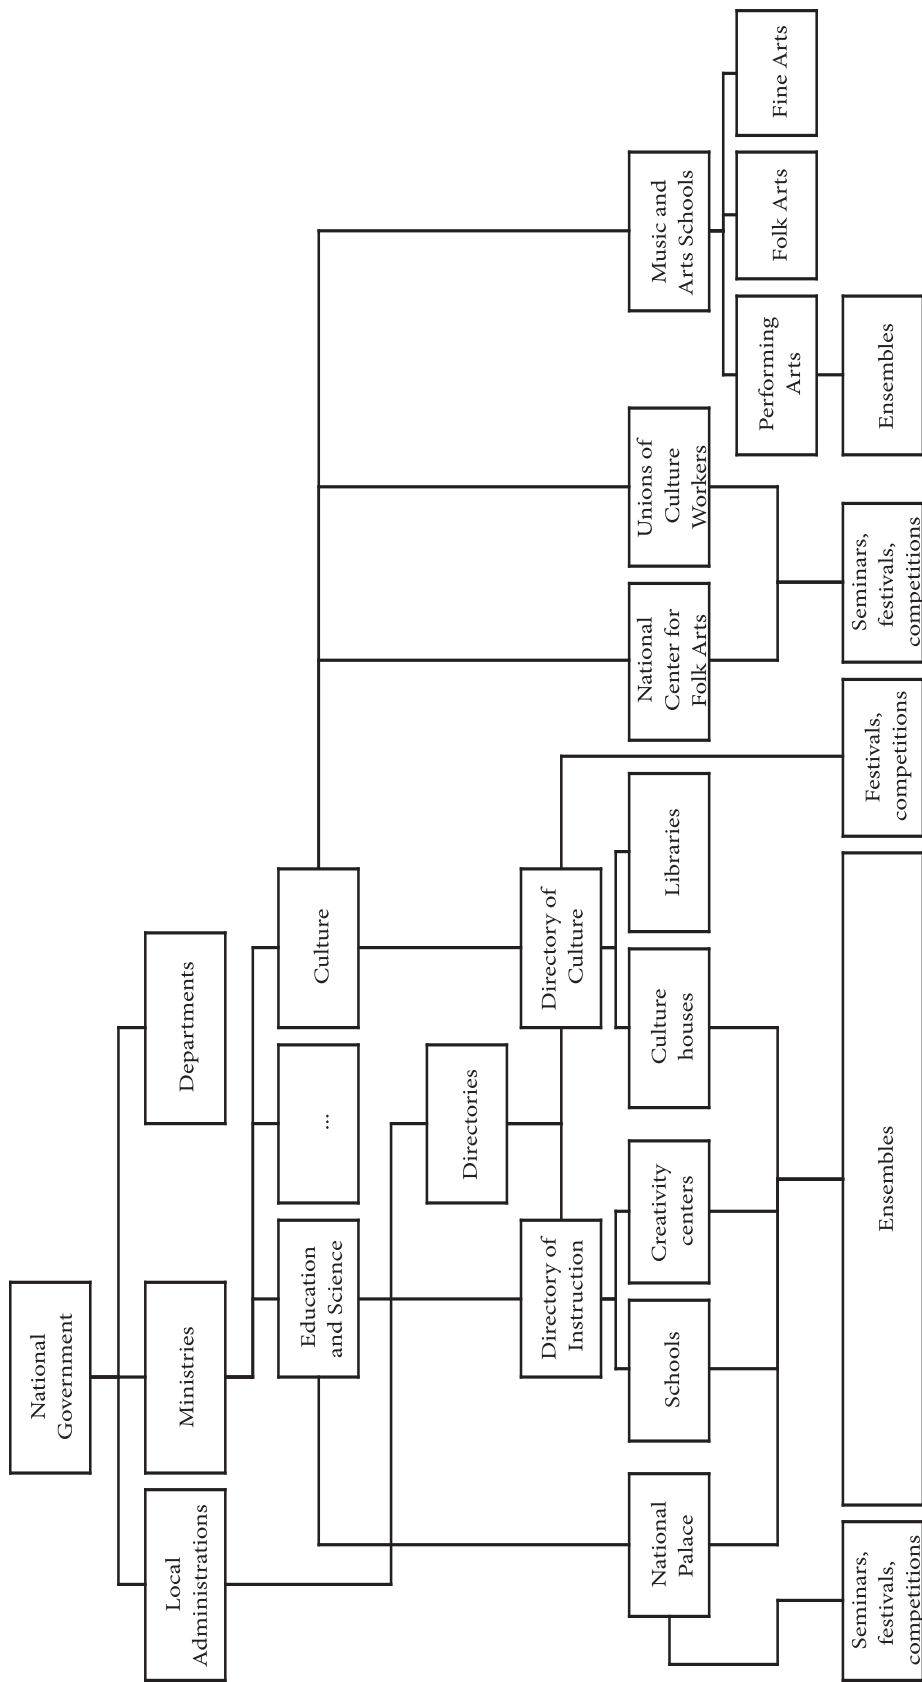 National
Government
Local
Administrations
Ministries
Departments
Education
and Science
...
Culture
Directories
Directory of
Instruction
Directory of
Culture
National
Palace
Schools
Creativity
centers
Culture
houses
Libraries
National
Center for
Folk Arts
Unions of
Culture
Workers
Music and
Arts Schools
Performing
Arts
Folk Arts
Fine Arts
Seminars,
festivals,
competitions
Ensembles
Festivals,
competitions
Seminars,
festivals,
competitions
Ensembles